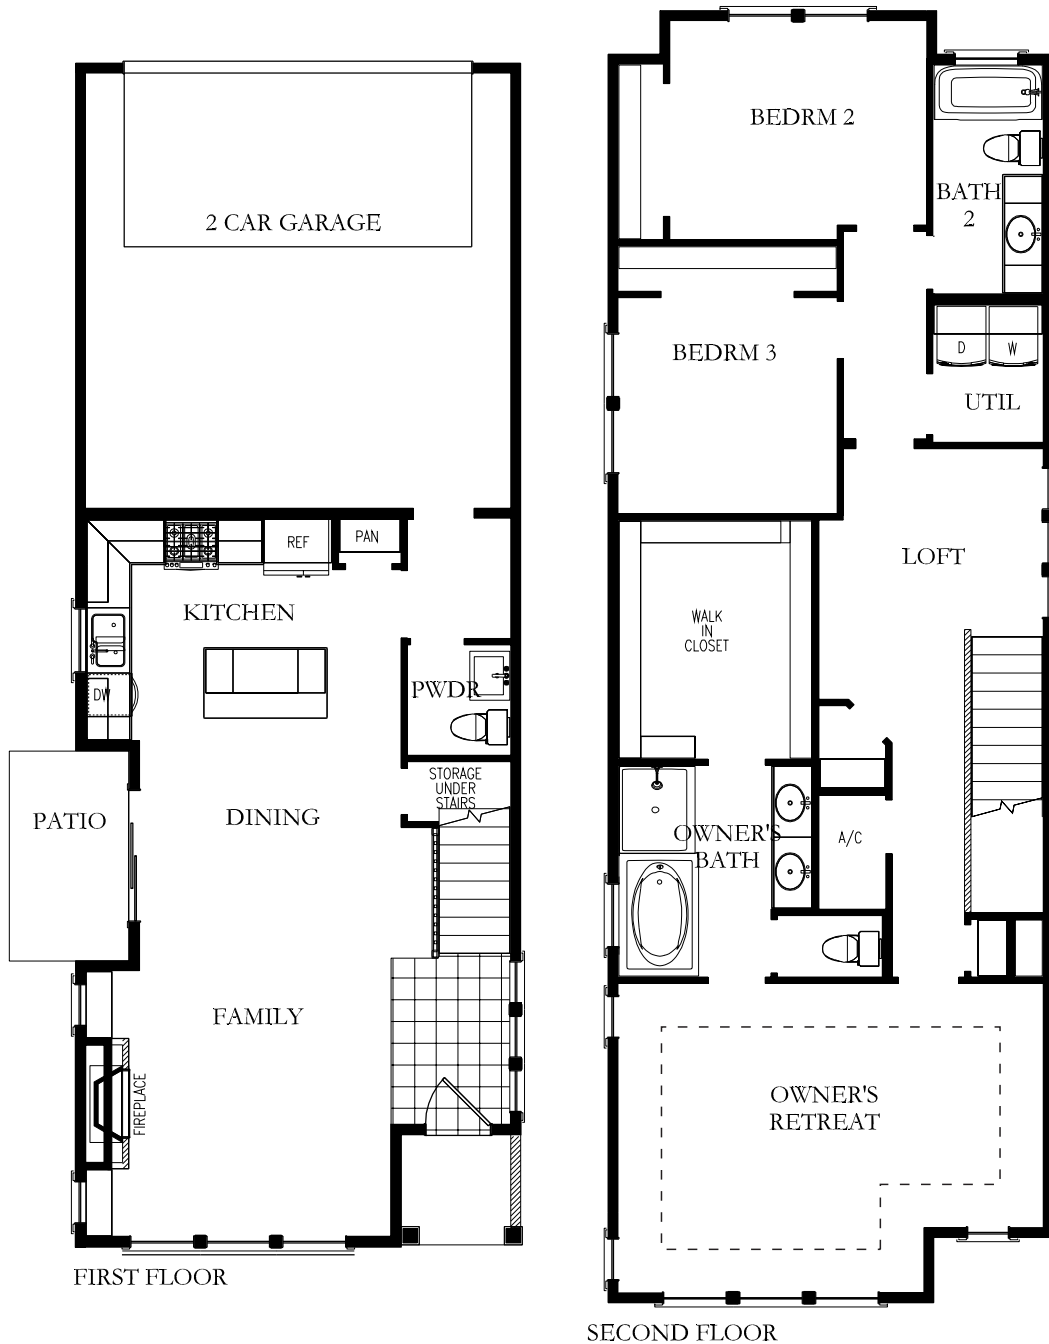 2 CAR GARAGE
REF
PAN
KITCHEN
DW
PWDR
STORAGE
UNDER
STAIRS
PATIO
DINING
FAMILY
FIREPLACE
FIRST FLOOR
BEDRM 2
BATH
2
BEDRM 3
D
W
UTIL
LOFT
WALK
IN
CLOSET
OWNER'S
BATH
A/C
OWNER'S
RETREAT
SECOND FLOOR